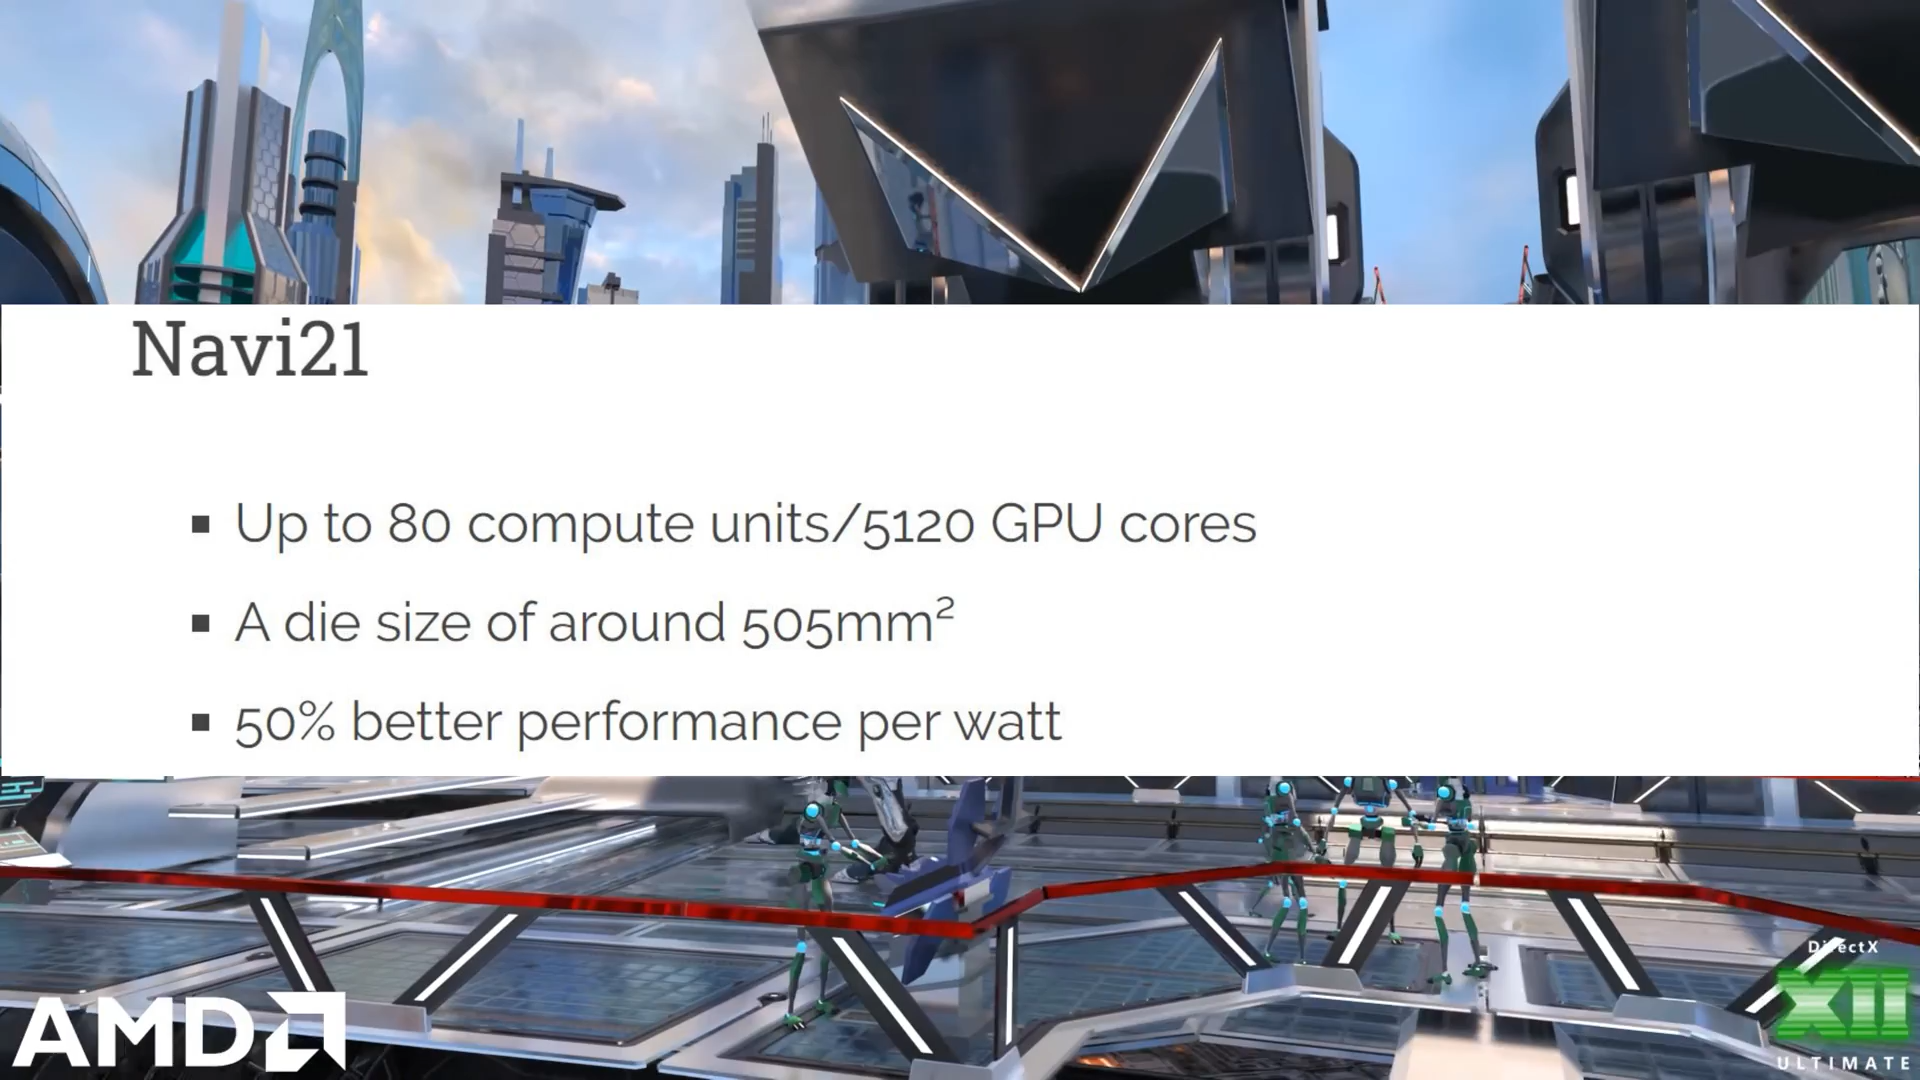 Navi21
Up to 80 compute units/5120 GPU cores
A die size of around 505mm²
50% better performance per watt
DirectX
XII
ULTIMATE
AMD